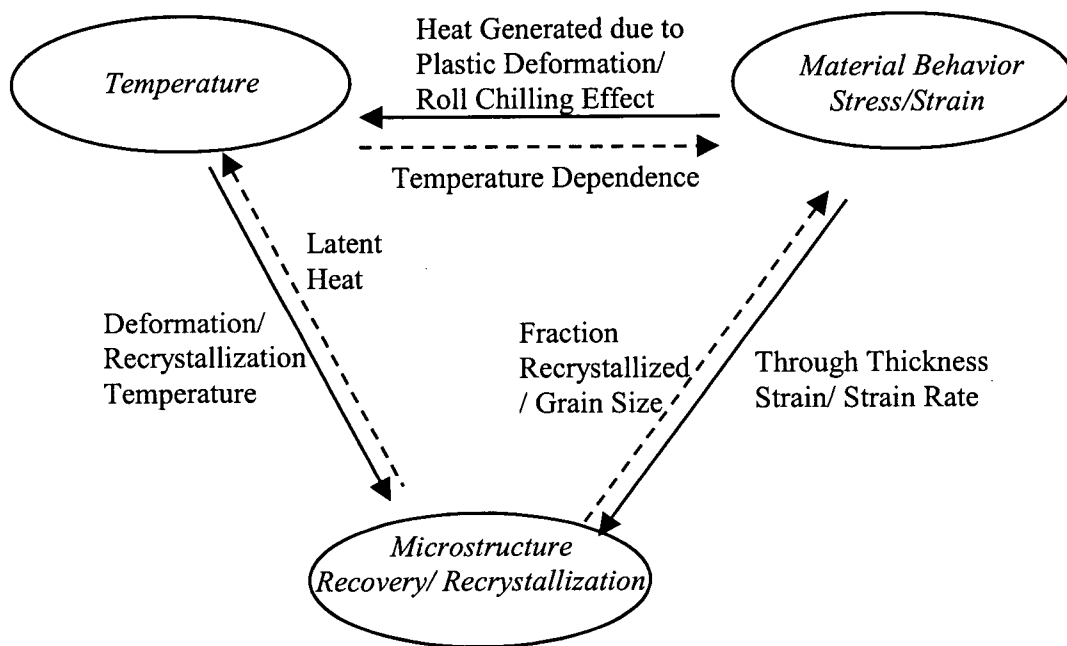 Heat Generated due to
Plastic Deformation/
Roll Chilling Effect
Temperature
Material Behavior
Stress/Strain
Temperature Dependence
Latent
Heat
Deformation/
Recrystallization
Temperature
Fraction
Recrystallized
/ Grain Size
Through Thickness
Strain/ Strain Rate
Microstructure
Recovery/ Recrystallization